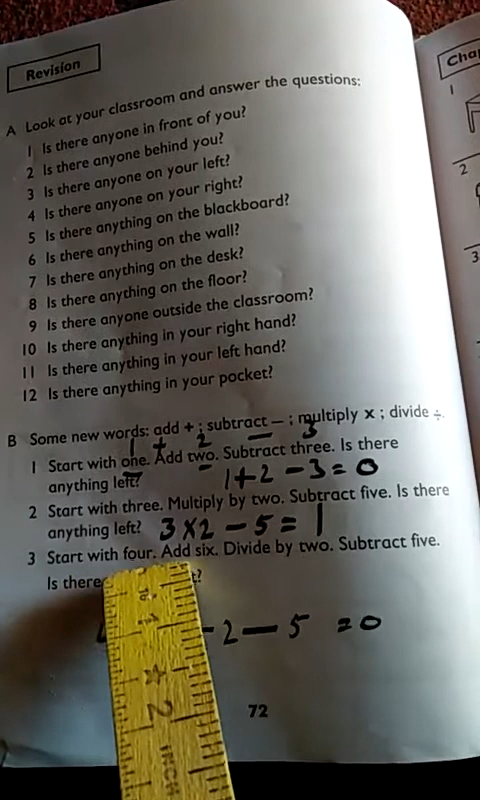 Revision
A Look at your classroom and answer the questions:
1 Is there anyone in front of you?
2 Is there anyone behind you?
3 Is there anyone on your left?
4 Is there anyone on your right?
5 Is there anything on the blackboard?
6 Is there anything on the wall?
7 Is there anything on the desk?
8 Is there anything on the floor?
9 Is there anyone outside the classroom?
10 Is there anything in your right hand?
11 Is there anything in your left hand?
12 Is there anything in your pocket?
B Some new words: add + ; subtract – ; multiply x ; divide ÷.
1 + 2 — 3
1 Start with one. Add two. Subtract three. Is there
anything left? 1+2 -3 = 0
2 Start with three. Multiply by two. Subtract five. Is there
anything left? 3 x 2 - 5 = 1
3 Start with four. Add six. Divide by two. Subtract five.
Is there
2 — 5 = 0
72
1
2
INCH
1
2
3